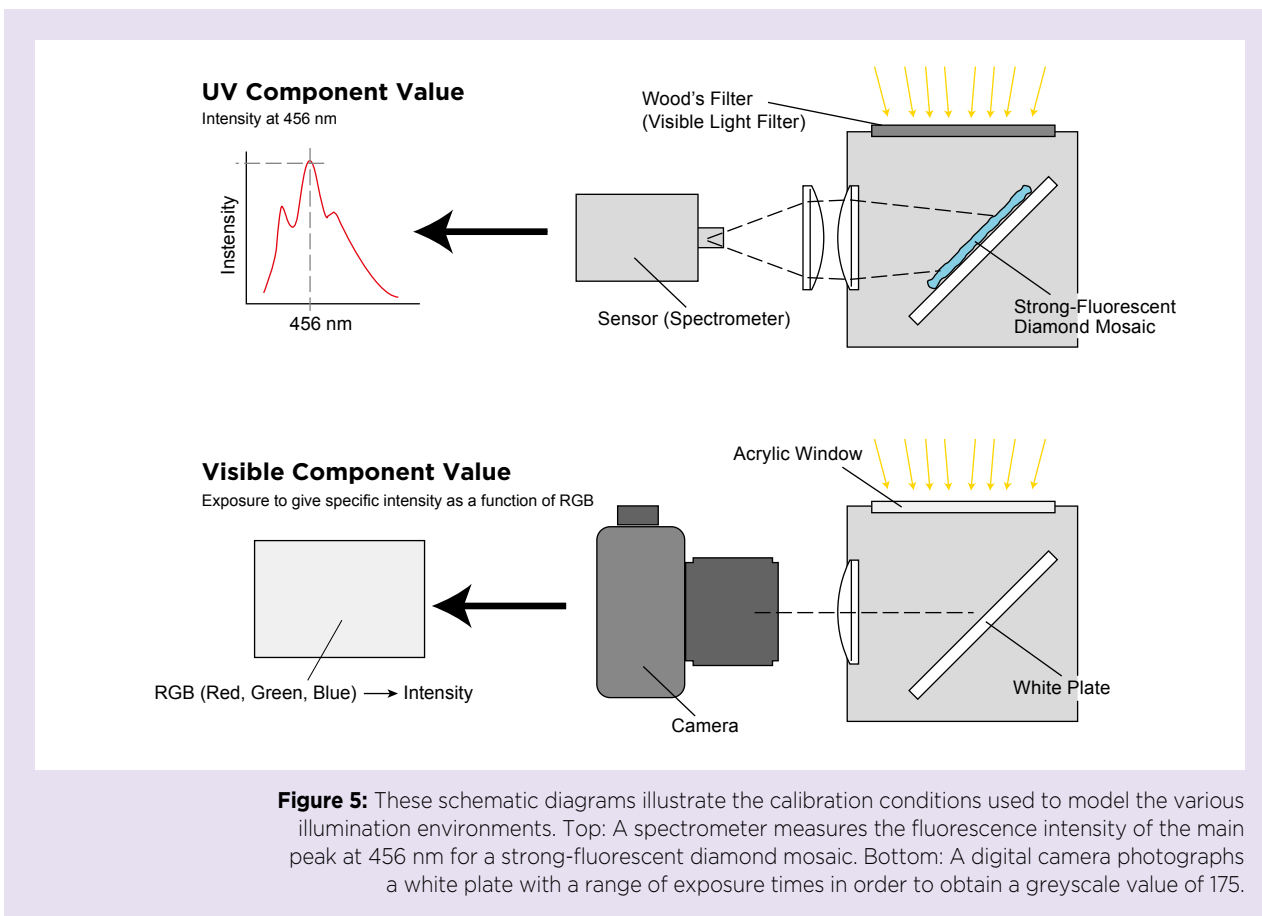 UV Component Value
Intensity at 456 nm
Instensity
456 nm
Wood's Filter
(Visible Light Filter)
Sensor (Spectrometer)
Strong-Fluorescent
Diamond Mosaic
Visible Component Value
Exposure to give specific intensity as a function of RGB
RGB (Red, Green, Blue) → Intensity
Camera
Acrylic Window
White Plate
Figure 5: These schematic diagrams illustrate the calibration conditions used to model the various
illumination environments. Top: A spectrometer measures the fluorescence intensity of the main
peak at 456 nm for a strong-fluorescent diamond mosaic. Bottom: A digital camera photographs
a white plate with a range of exposure times in order to obtain a greyscale value of 175.